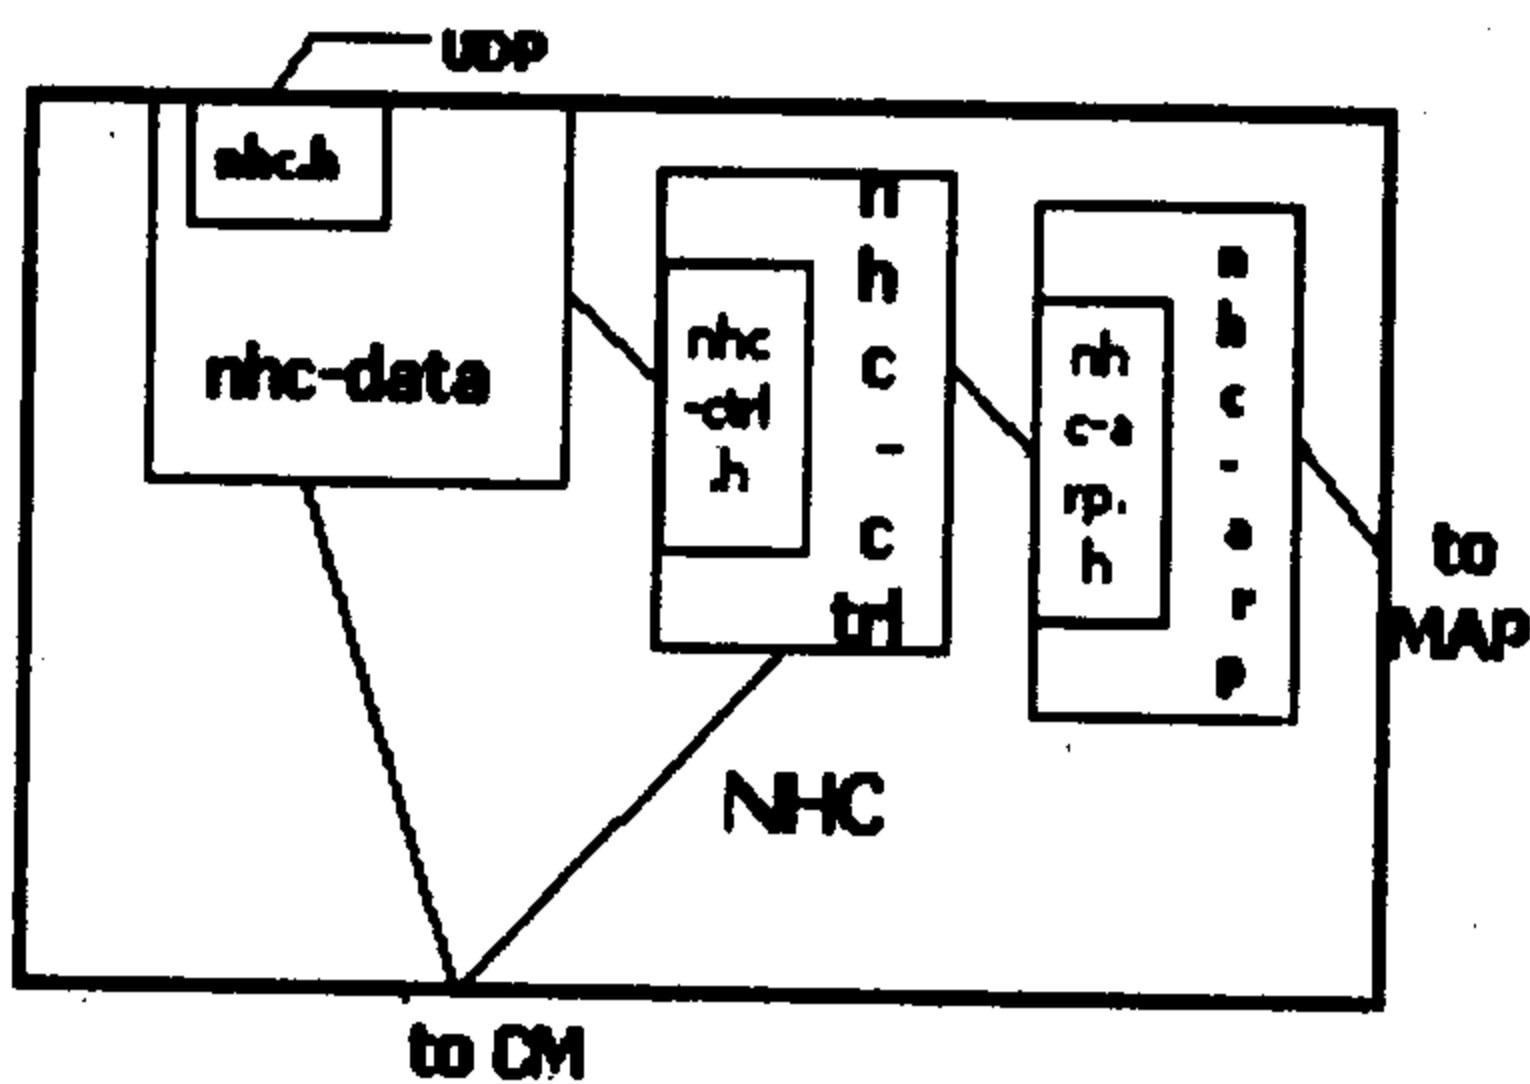 UDP
nhc.h
nhc-data
nhc
-ctrl
.h
n
h
c
-
c
trl
nh
c-a
rp.
h
n
h
c
-
a
r
p
to
MAP
NHC
to CM